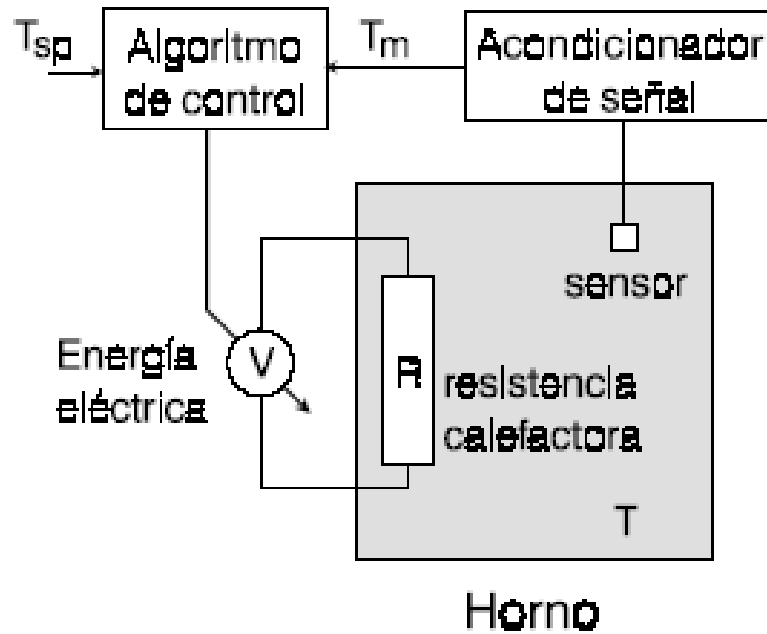 Tsp
Algoritmo
de control
Tm
Acondicionador
de señal
sensor
Energía
eléctrica
V
R
resistencia
calefactora
T
Horno